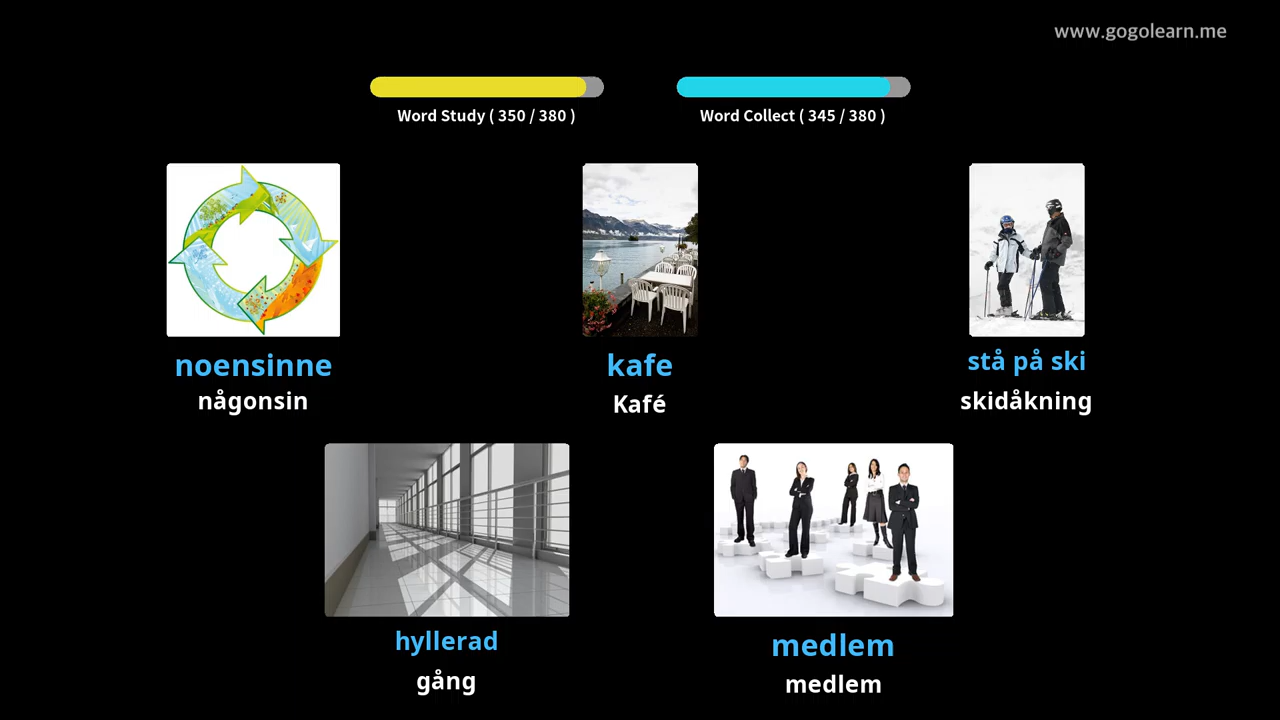 www.gogolearn.me
Word Study ( 350 / 380 )
Word Collect ( 345 / 380 )
noensinne
någonsin
kafe
Kafé
stå på ski
skidåkning
hyllerad
gång
medlem
medlem